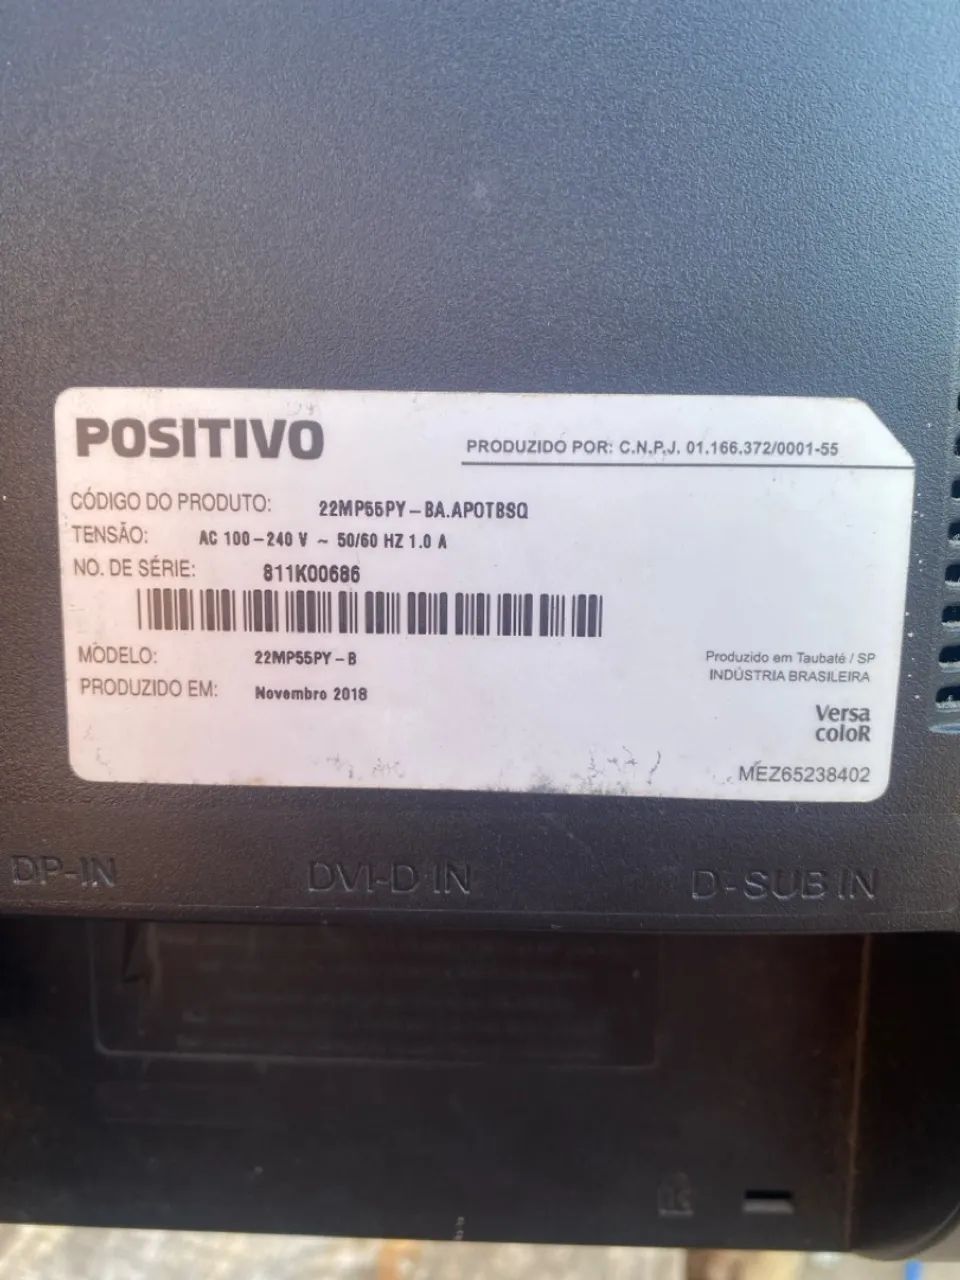 POSITIVO
PRODUZIDO POR: C.N.P.J. 01.166.372/0001-55
CÓDIGO DO PRODUTO: 22MP55PY-BA.APOTBSQ
TENSÃO: AC 100-240 V ~ 50/60 HZ 1.0 A
NO. DE SÉRIE: 811K00686
MODELO: 22MP55PY-B
PRODUZIDO EM: Novembro 2018
Produzido em Taubaté / SP
INDÚSTRIA BRASILEIRA
Versa
coloR
MEZ65238402
DP-IN DVI-D IN D-SUB IN